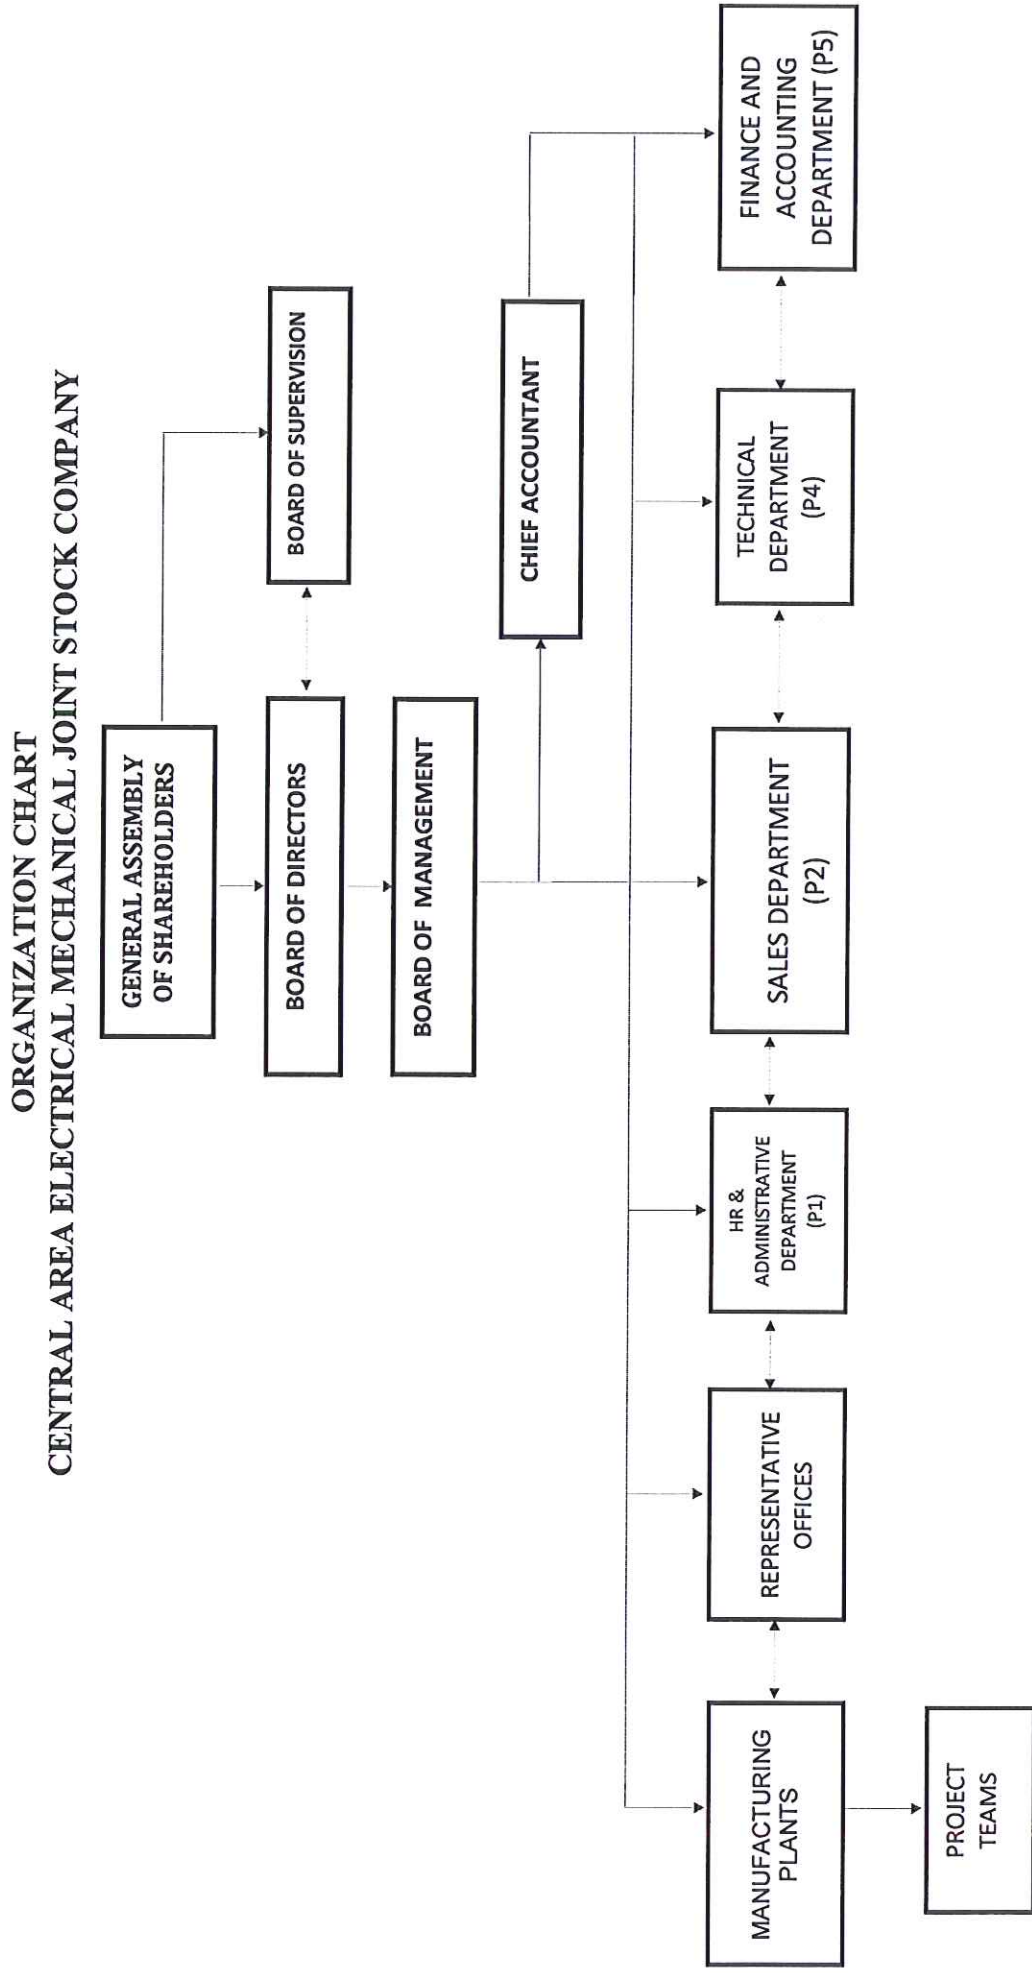 ORGANIZATION CHART
CENTRAL AREA ELECTRICAL MECHANICAL JOINT STOCK COMPANY
GENERAL ASSEMBLY
OF SHAREHOLDERS
BOARD OF DIRECTORS
BOARD OF SUPERVISION
BOARD OF MANAGEMENT
CHIEF ACCOUNTANT
MANUFACTURING
PLANTS
REPRESENTATIVE
OFFICES
HR &
ADMINISTRATIVE
DEPARTMENT
(P1)
SALES DEPARTMENT
(P2)
TECHNICAL
DEPARTMENT
(P4)
FINANCE AND
ACCOUNTING
DEPARTMENT (P5)
PROJECT
TEAMS